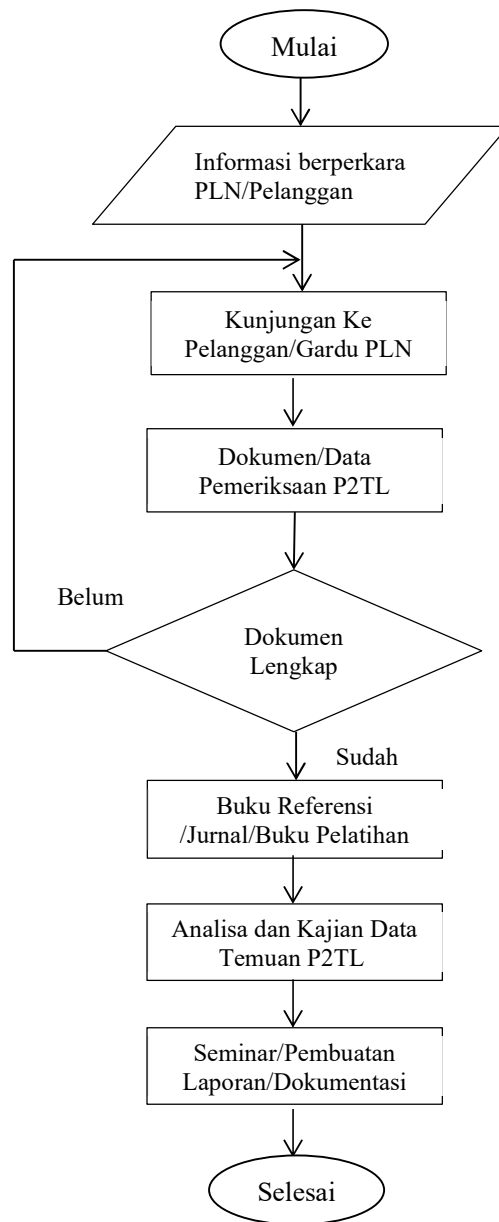 Mulai
Informasi berperkara
PLN/Pelanggan
Kunjungan Ke
Pelanggan/Gardu PLN
Dokumen/Data
Pemeriksaan P2TL
Belum
Dokumen
Lengkap
Sudah
Buku Referensi
/Jurnal/Buku Pelatihan
Analisa dan Kajian Data
Temuan P2TL
Seminar/Pembuatan
Laporan/Dokumentasi
Selesai